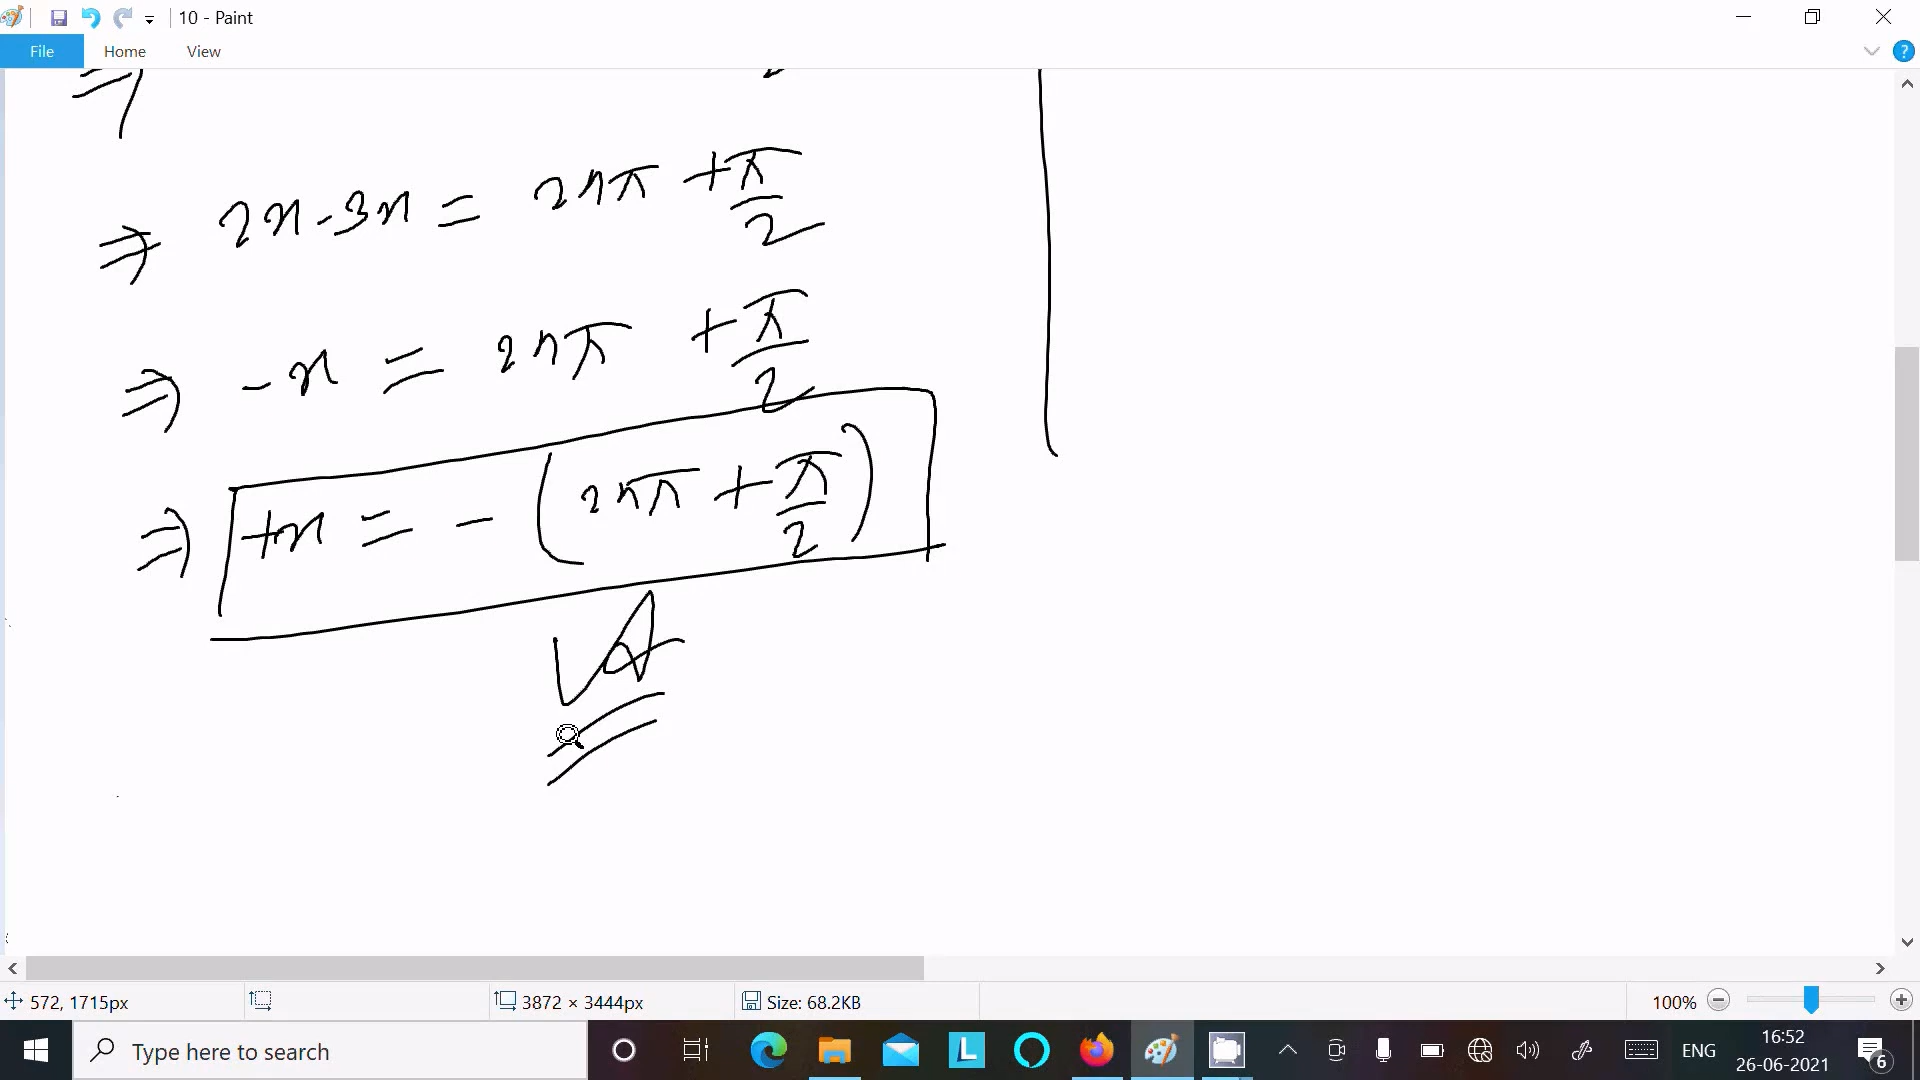 10 - Paint
File Home View
⇒
⇒ 2x - 3x = 2nπ + π/2
⇒ -x = 2nπ + π/2
⇒ +x = - (2nπ + π/2)
572, 1715px 3872 × 3444px Size: 68.2KB 100%
Type here to search L ENG 16:52
26-06-2021 6